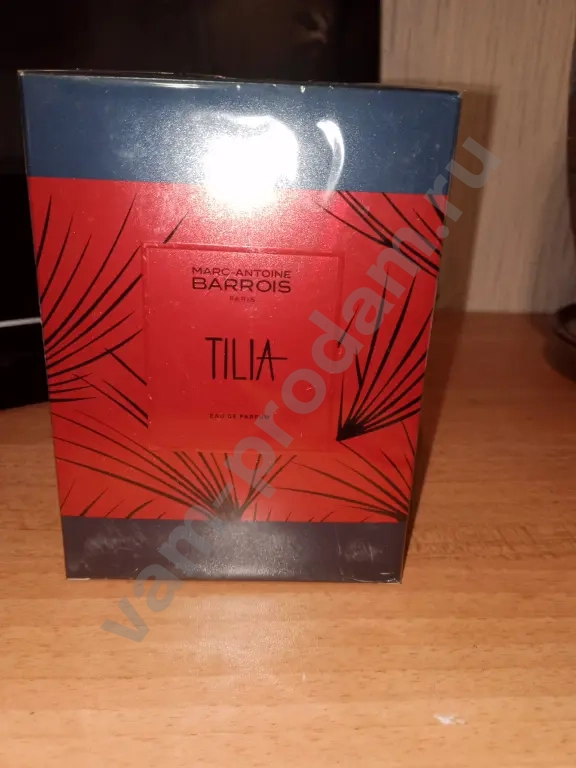 MARC-ANTOINE
BARROIS
PARIS
TILIA
EAU DE PARFUM
vam-prodam.ru